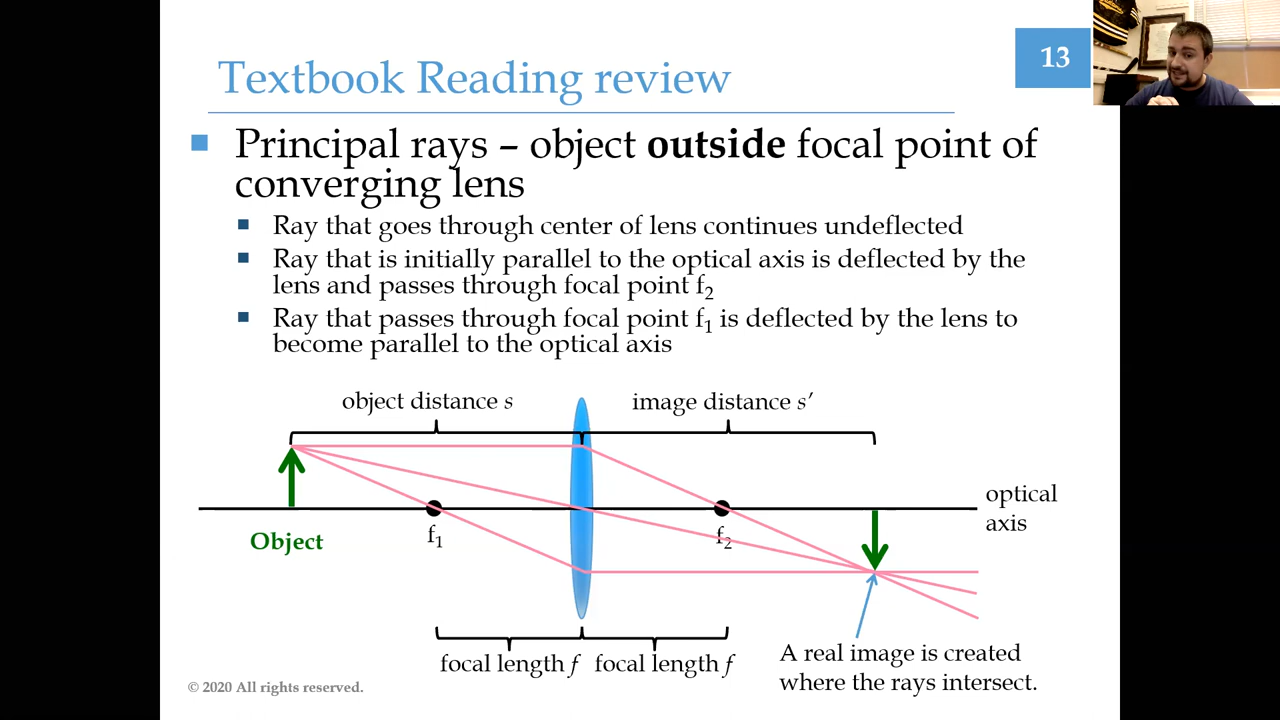 13
Textbook Reading review
Principal rays – object outside focal point of
converging lens
Ray that goes through center of lens continues undeflected
Ray that is initially parallel to the optical axis is deflected by the
lens and passes through focal point f₂
Ray that passes through focal point f₁ is deflected by the lens to
become parallel to the optical axis
object distance s
image distance s′
optical
axis
Object
f₁
f₂
focal length f
focal length f
A real image is created
where the rays intersect.
© 2020 All rights reserved.